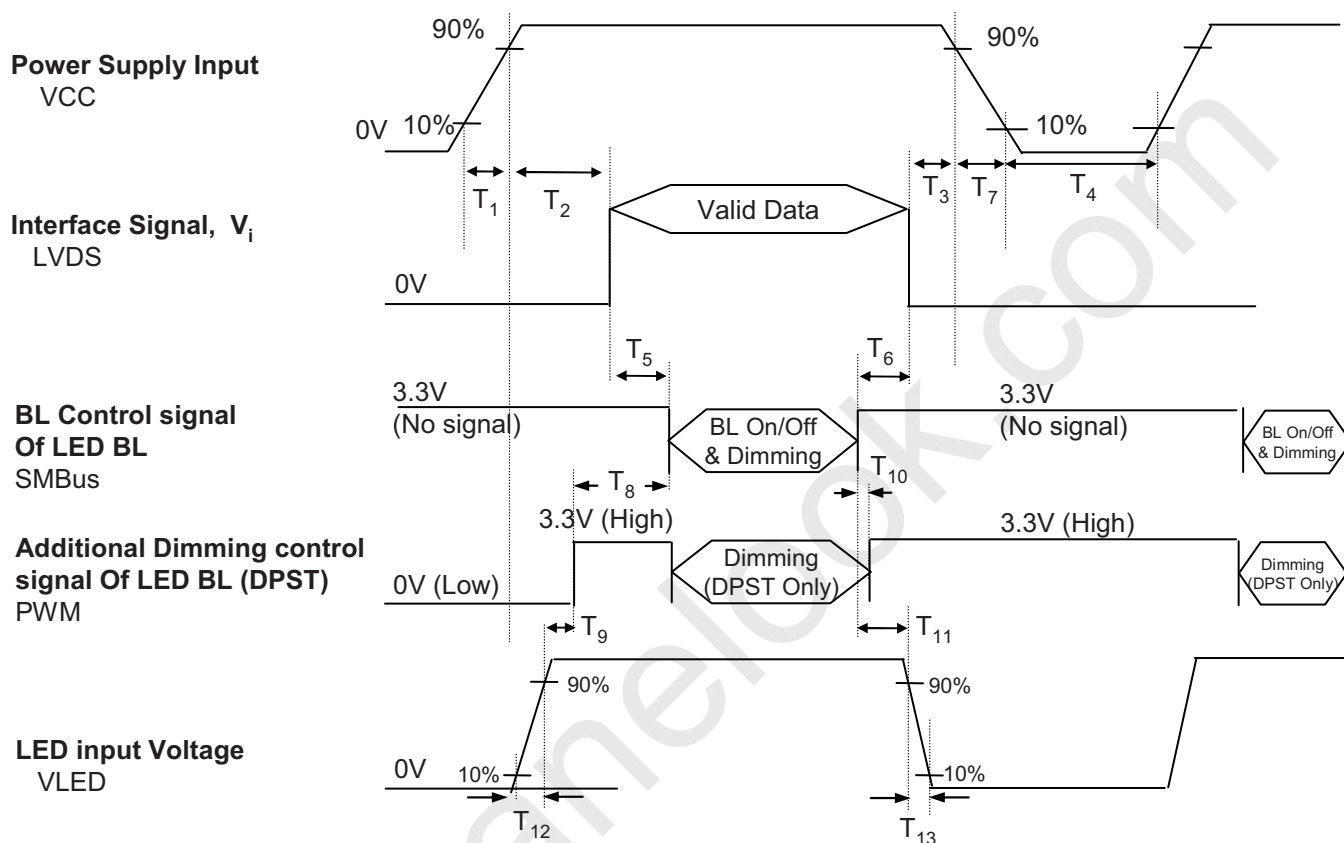 90%
90%
Power Supply Input
VCC
0V
10%
10%
T1
T2
T3
T7
T4
Valid Data
Interface Signal, Vi
LVDS
0V
T5
T6
3.3V
(No signal)
3.3V
(No signal)
BL Control signal
Of LED BL
SMBus
BL On/Off
& Dimming
BL On/Off
& Dimming
T8
T10
3.3V (High)
3.3V (High)
Additional Dimming control
signal Of LED BL (DPST)
PWM
0V (Low)
Dimming
(DPST Only)
Dimming
(DPST Only)
T9
T11
90%
90%
LED input Voltage
VLED
0V
10%
10%
T12
T13
anelook.com